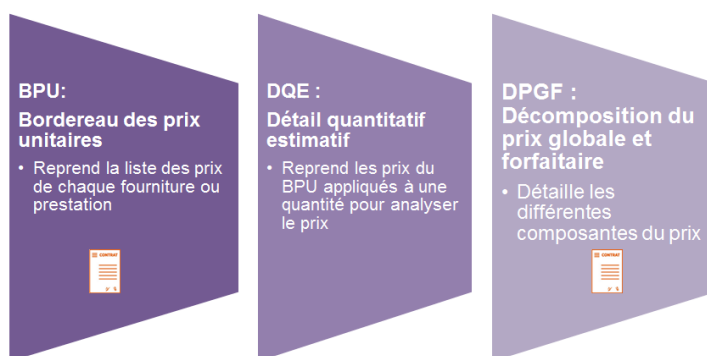 BPU:
Bordereau des prix
unitaires
• Reprend la liste des prix
de chaque fourniture ou
prestation
CONTRAT
DQE :
Détail quantitatif
estimatif
• Reprend les prix du
BPU appliqués à une
quantité pour analyser
le prix
DPGF :
Décomposition du
prix globale et
forfaitaire
• Détaille les
différentes
composantes du prix
CONTRAT